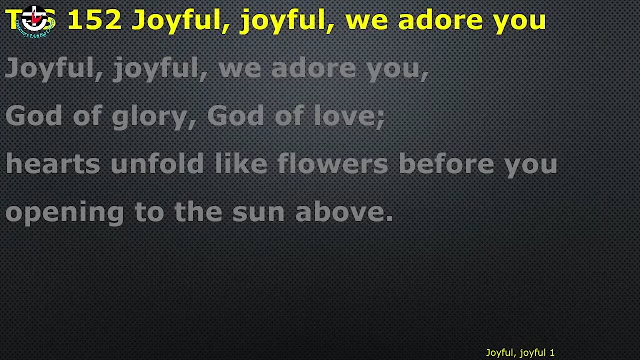 152 Joyful, joyful, we adore you
Joyful, joyful, we adore you,
God of glory, God of love;
hearts unfold like flowers before you
opening to the sun above.
Joyful, joyful 1